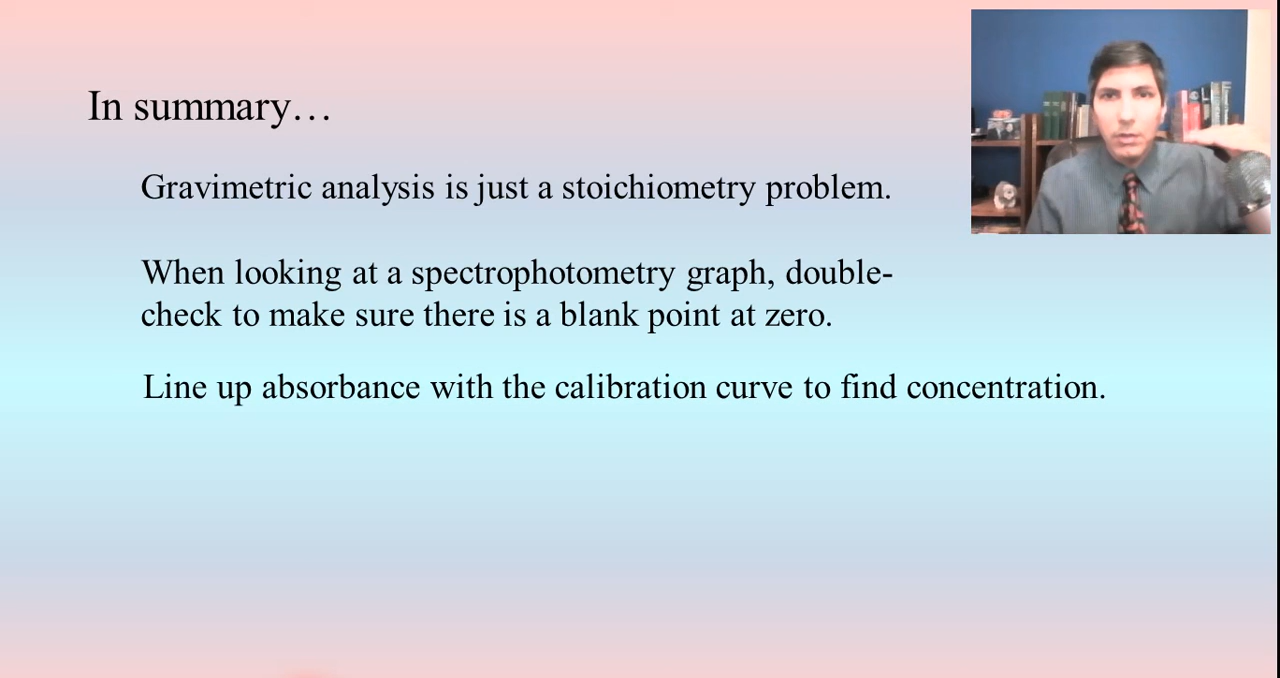 In summary…
Gravimetric analysis is just a stoichiometry problem.
When looking at a spectrophotometry graph, double-
check to make sure there is a blank point at zero.
Line up absorbance with the calibration curve to find concentration.